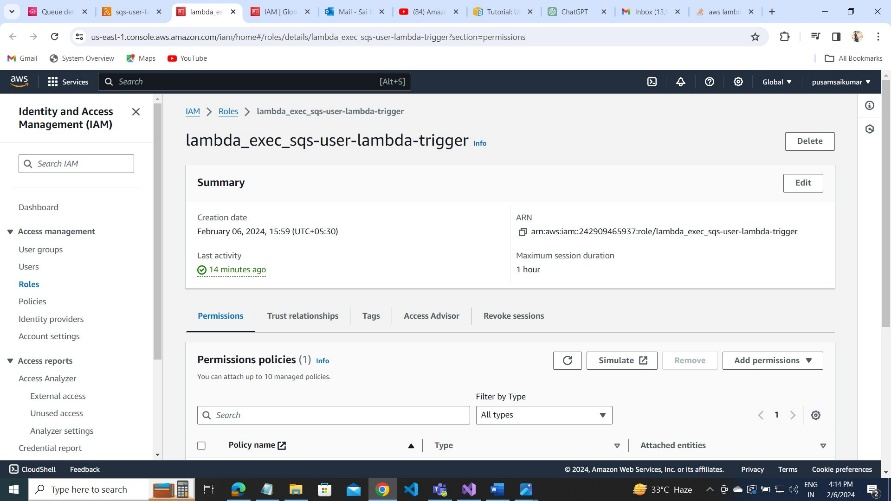 Queue de
sqs-user-l
lambda_e
IAM | Glo
Mail - Sai
(84) Amaz
Tutorial: U
ChatGPT
Inbox (15,
aws lamb
us-east-1.console.aws.amazon.com/iam/home#/roles/details/lambda_exec_sqs-user-lambda-trigger?section=permissions
Gmail System Overview Maps YouTube All Bookmarks
aws Services Search [Alt+S] Global pusamsaikumar
Identity and Access
Management (IAM)
Search IAM
Dashboard
Access management
User groups
Users
Roles
Policies
Identity providers
Account settings
Access reports
Access Analyzer
External access
Unused access
Analyzer settings
Credential report
IAM > Roles > lambda_exec_sqs-user-lambda-trigger
lambda_exec_sqs-user-lambda-trigger Info
Delete
Summary
Edit
Creation date
February 06, 2024, 15:59 (UTC+05:30)
ARN
arn:aws:iam::242909465937:role/lambda_exec_sqs-user-lambda-trigger
Last activity
14 minutes ago
Maximum session duration
1 hour
Permissions Trust relationships Tags Access Advisor Revoke sessions
Permissions policies (1) Info
Simulate Remove Add permissions
You can attach up to 10 managed policies.
Filter by Type
Search All types 1
Policy name Type Attached entities
CloudShell Feedback © 2024, Amazon Web Services, Inc. or its affiliates. Privacy Terms Cookie preferences
Type here to search 33°C Haze ENG 4:14 PM
IN 2/6/2024